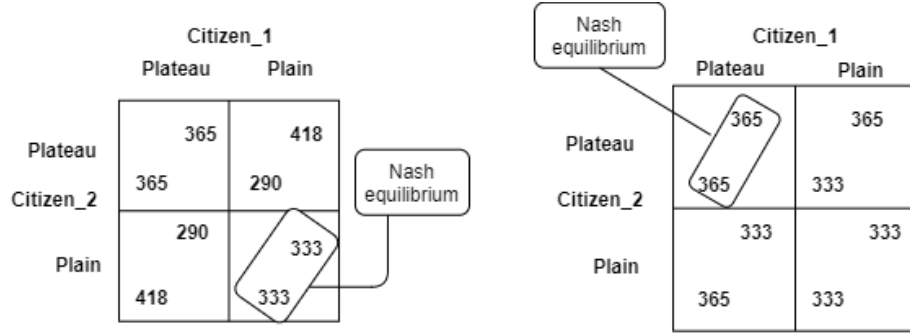 Citizen_1
Plateau Plain
Plateau
365 418
365 290
Citizen_2
Nash
equilibrium
290 333
Plain
418 333
Nash
equilibrium
Citizen_1
Plateau Plain
365 365
Plateau
365 333
Citizen_2
333 333
Plain
365 333